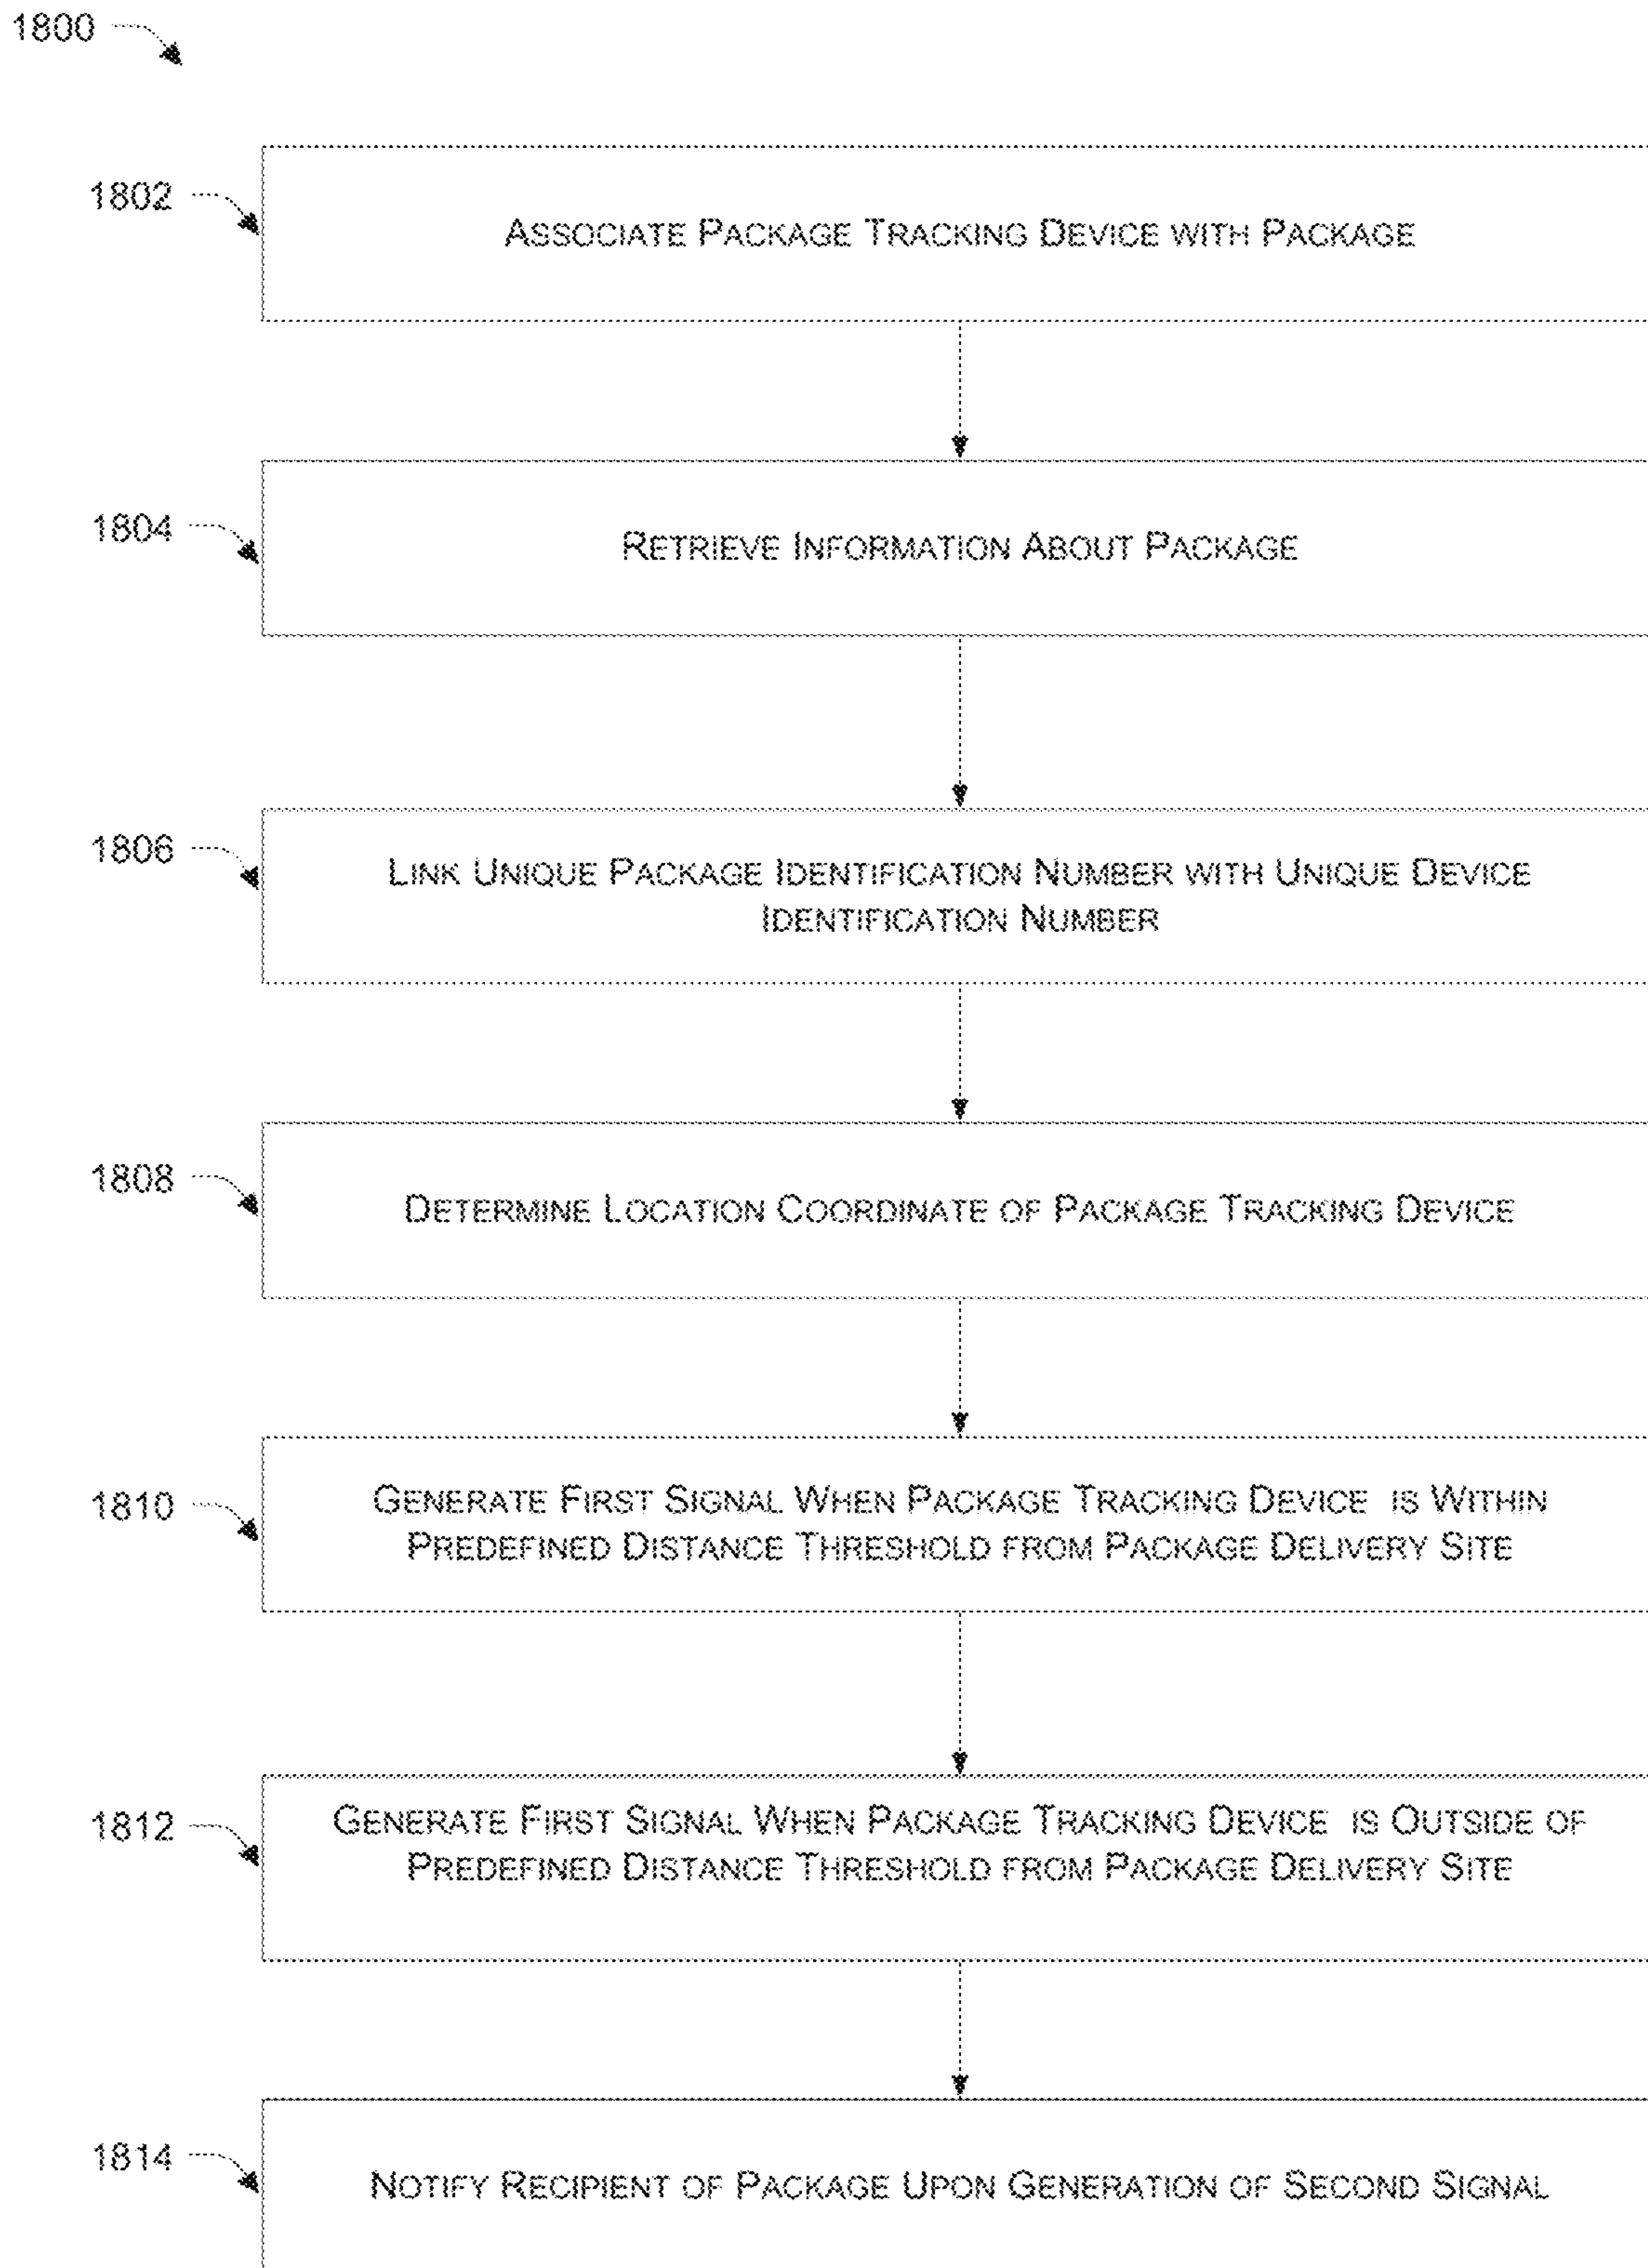 1800
1802
ASSOCIATE PACKAGE TRACKING DEVICE WITH PACKAGE
1804
RETRIEVE INFORMATION ABOUT PACKAGE
1806
LINK UNIQUE PACKAGE IDENTIFICATION NUMBER WITH UNIQUE DEVICE
IDENTIFICATION NUMBER
1808
DETERMINE LOCATION COORDINATE OF PACKAGE TRACKING DEVICE
1810
GENERATE FIRST SIGNAL WHEN PACKAGE TRACKING DEVICE IS WITHIN
PREDEFINED DISTANCE THRESHOLD FROM PACKAGE DELIVERY SITE
1812
GENERATE FIRST SIGNAL WHEN PACKAGE TRACKING DEVICE IS OUTSIDE OF
PREDEFINED DISTANCE THRESHOLD FROM PACKAGE DELIVERY SITE
1814
NOTIFY RECIPIENT OF PACKAGE UPON GENERATION OF SECOND SIGNAL